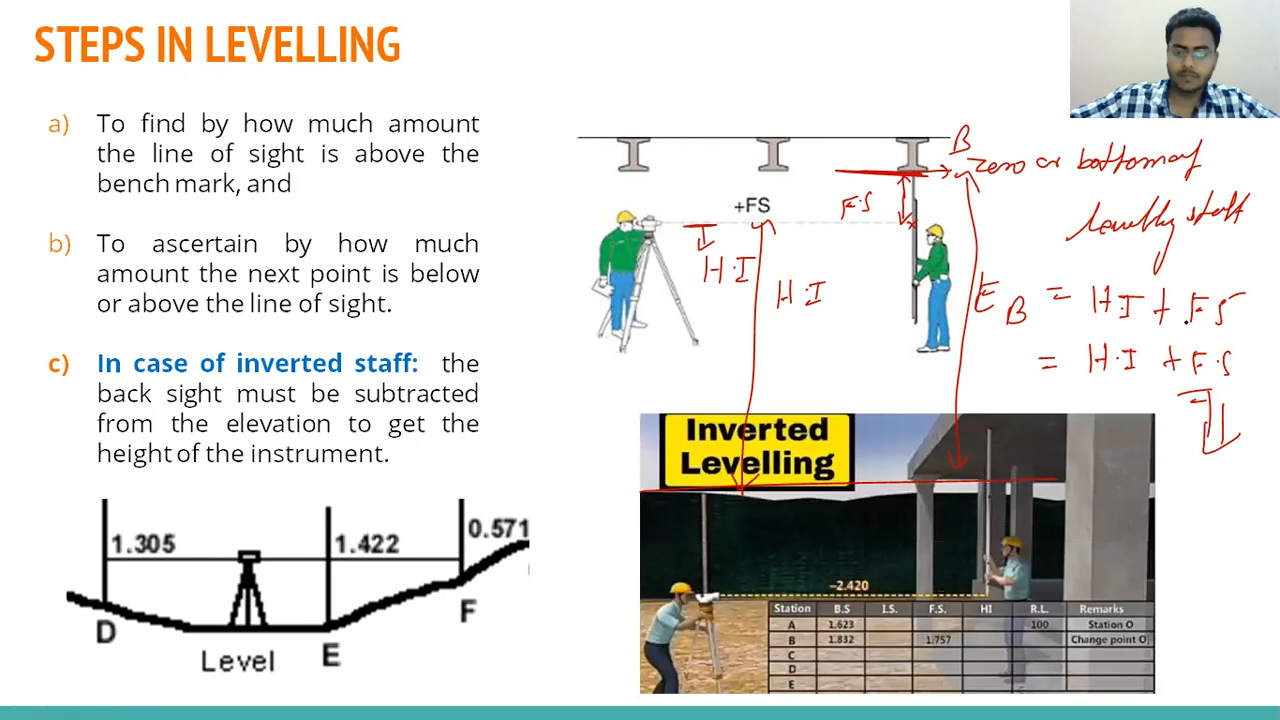 STEPS IN LEVELLING
a) To find by how much amount
the line of sight is above the
bench mark, and
b) To ascertain by how much
amount the next point is below
or above the line of sight.
c) In case of inverted staff: the
back sight must be subtracted
from the elevation to get the
height of the instrument.
1.305
1.422
0.571
D
Level
E
F
B
Zero or bottom of
levelling staff
+FS
F.S
H.I
H.I
E B = H.I + F.S
= H.I + F.S
Inverted
Levelling
-2.420
Station B.S I.S. F.S. HI R.L. Remarks
A 1.623 100 Station O
B 1.832 1.757 Change point O
C
D
E